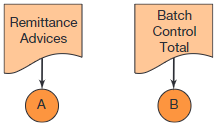 Remittance
Advices
A
Batch
Control
Total
B